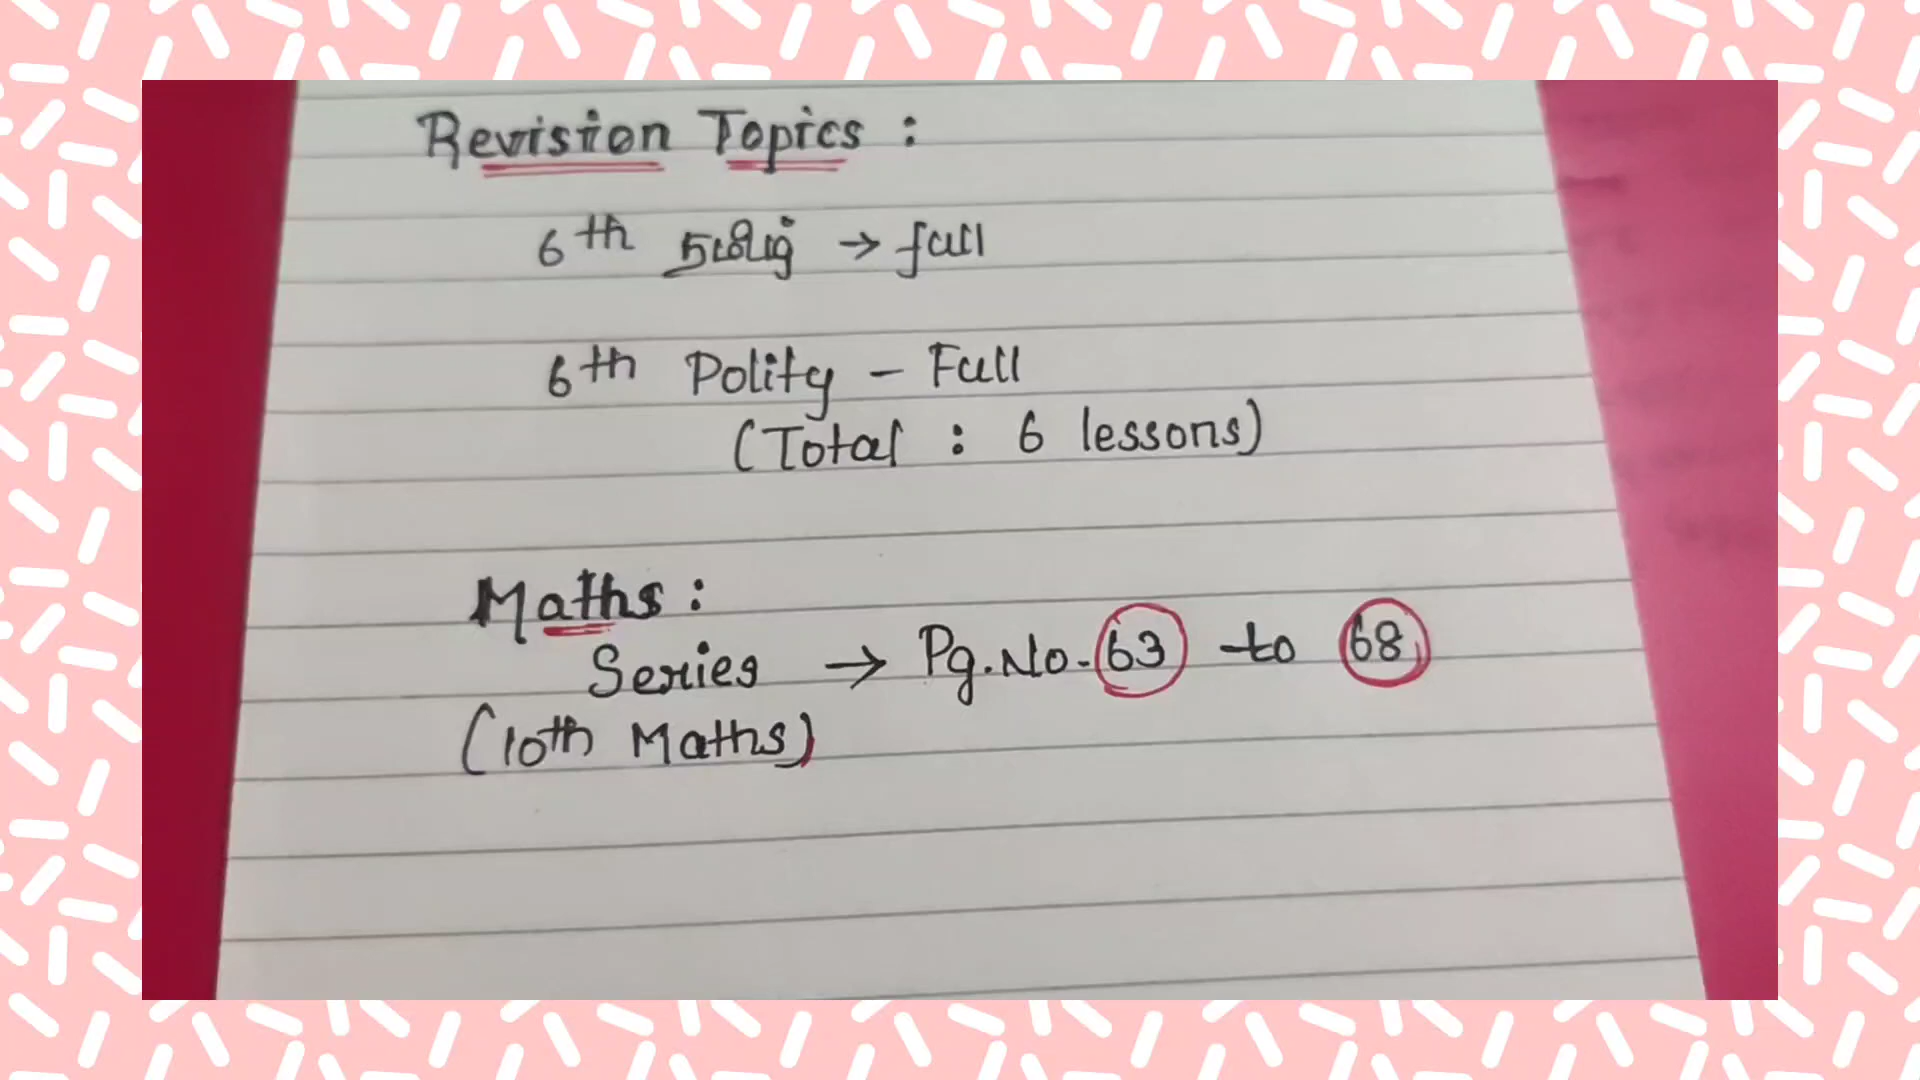 Revision Topics :
6th தமிழ் → full
6th Polity - Full
(Total : 6 lessons)
Maths :
Series → Pg.No.63 to 68
(10th Maths)